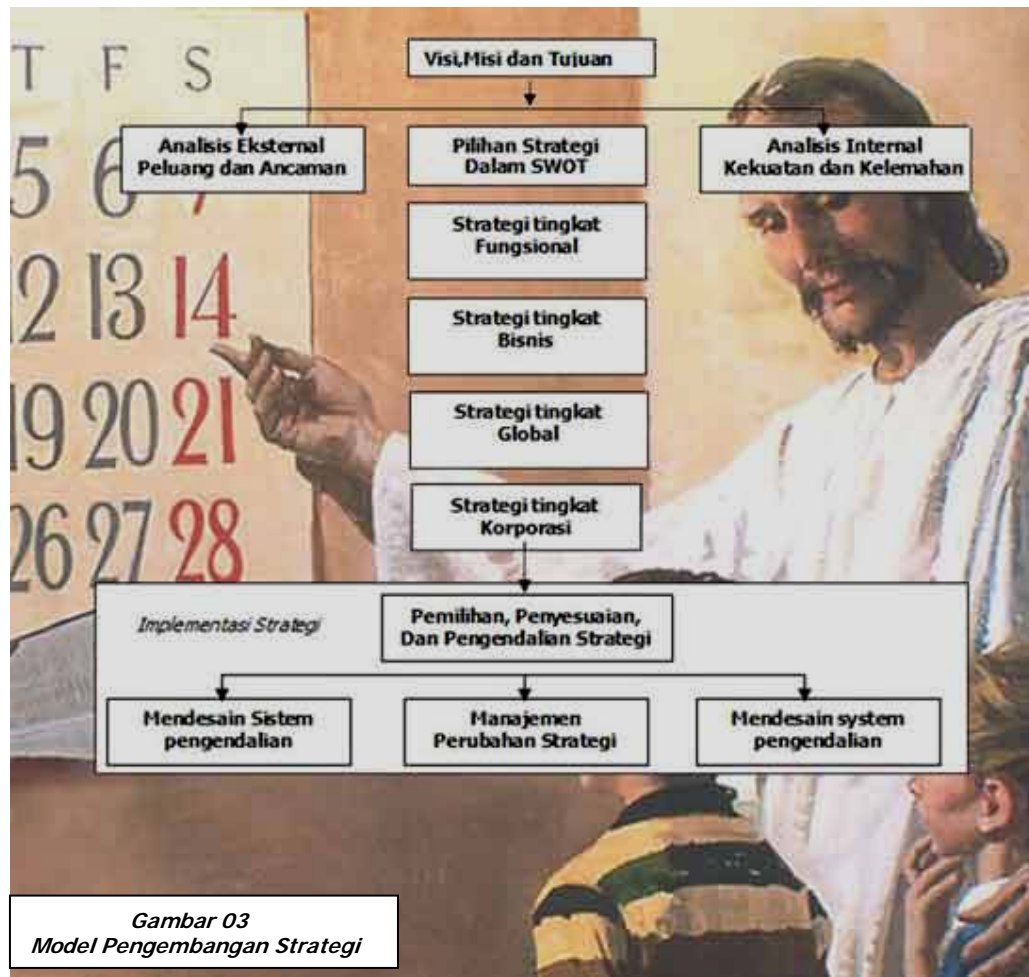 T F S
5 6 7
12 13 14
19 20 21
26 27 28
Visi,Misi dan Tujuan
Analisis Eksternal
Peluang dan Ancaman
Pilihan Strategi
Dalam SWOT
Analisis Internal
Kekuatan dan Kelemahan
Strategi tingkat
Fungsional
Strategi tingkat
Bisnis
Strategi tingkat
Global
Strategi tingkat
Korporasi
Implementasi Strategi
Pemilihan, Penyesuaian,
Dan Pengendalian Strategi
Mendesain Sistem
pengendalian
Manajemen
Perubahan Strategi
Mendesain system
pengendalian
Gambar 03
Model Pengembangan Strategi